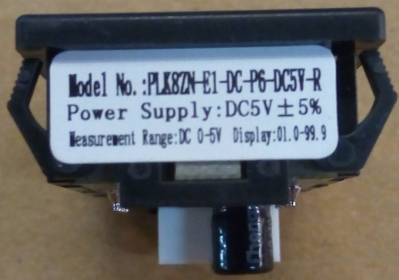 Model No.:PLK8ZN-E1-DC-P6-DC5V-R
Power Supply:DC5V ±5%
Measurement Range:DC 0-5V Display:01.0-99.9